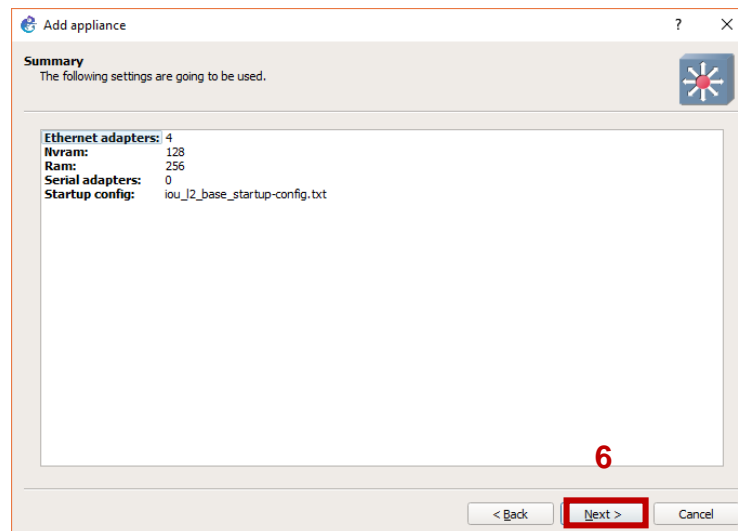 Add appliance ? ×
Summary
The following settings are going to be used.
Ethernet adapters: 4
Nvram: 128
Ram: 256
Serial adapters: 0
Startup config: iou_l2_base_startup-config.txt
6
< Back Next > Cancel